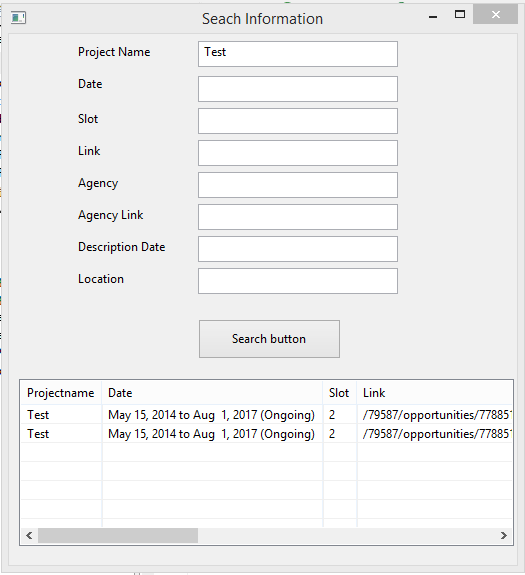 Seach Information
Project Name Test
Date
Slot
Link
Agency
Agency Link
Description Date
Location
Search button
Projectname Date Slot Link
Test May 15, 2014 to Aug 1, 2017 (Ongoing) 2 /79587/opportunities/778851
Test May 15, 2014 to Aug 1, 2017 (Ongoing) 2 /79587/opportunities/778851